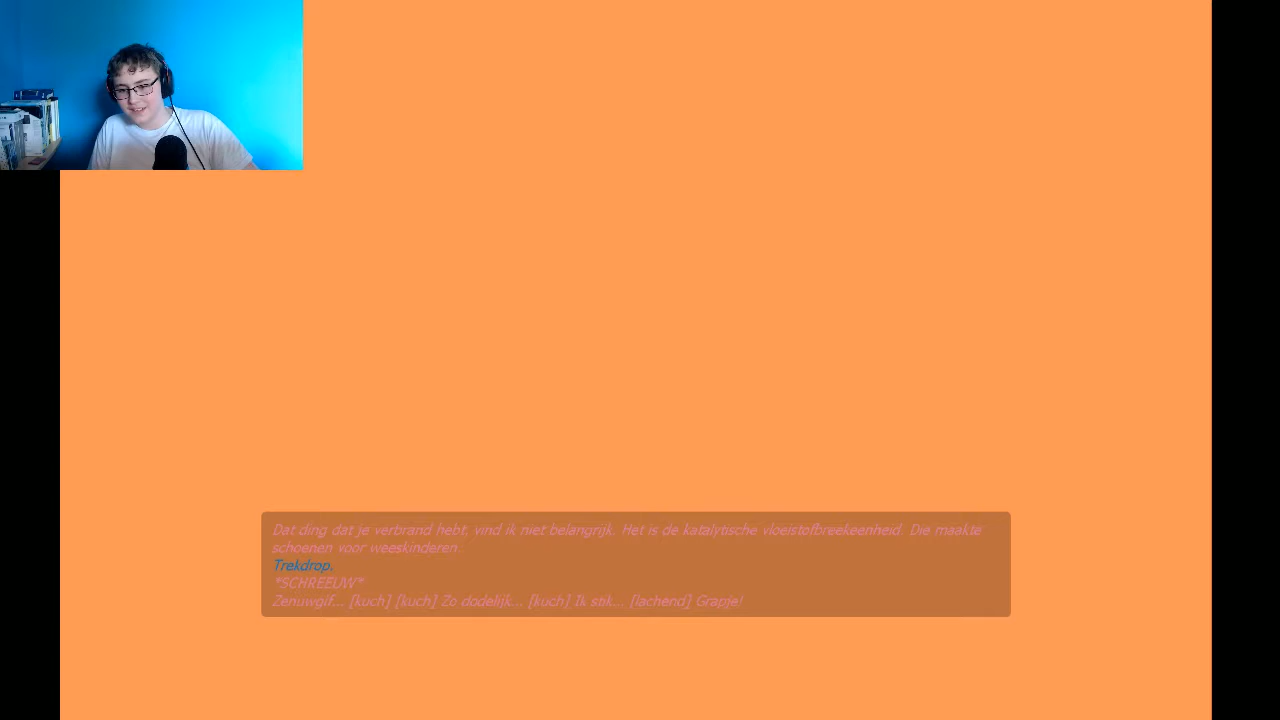 Dat ding dat je verbrand hebt, vind ik niet belangrijk. Het is de katalytische vloeistofbreekeenheid. Die maakte
schoenen voor weeskinderen.
Trekdrop.
*SCHREEUW*
Zenuwgif... [kuch] [kuch] Zo dodelijk... [kuch] Ik stik... [lachend] Grapje!